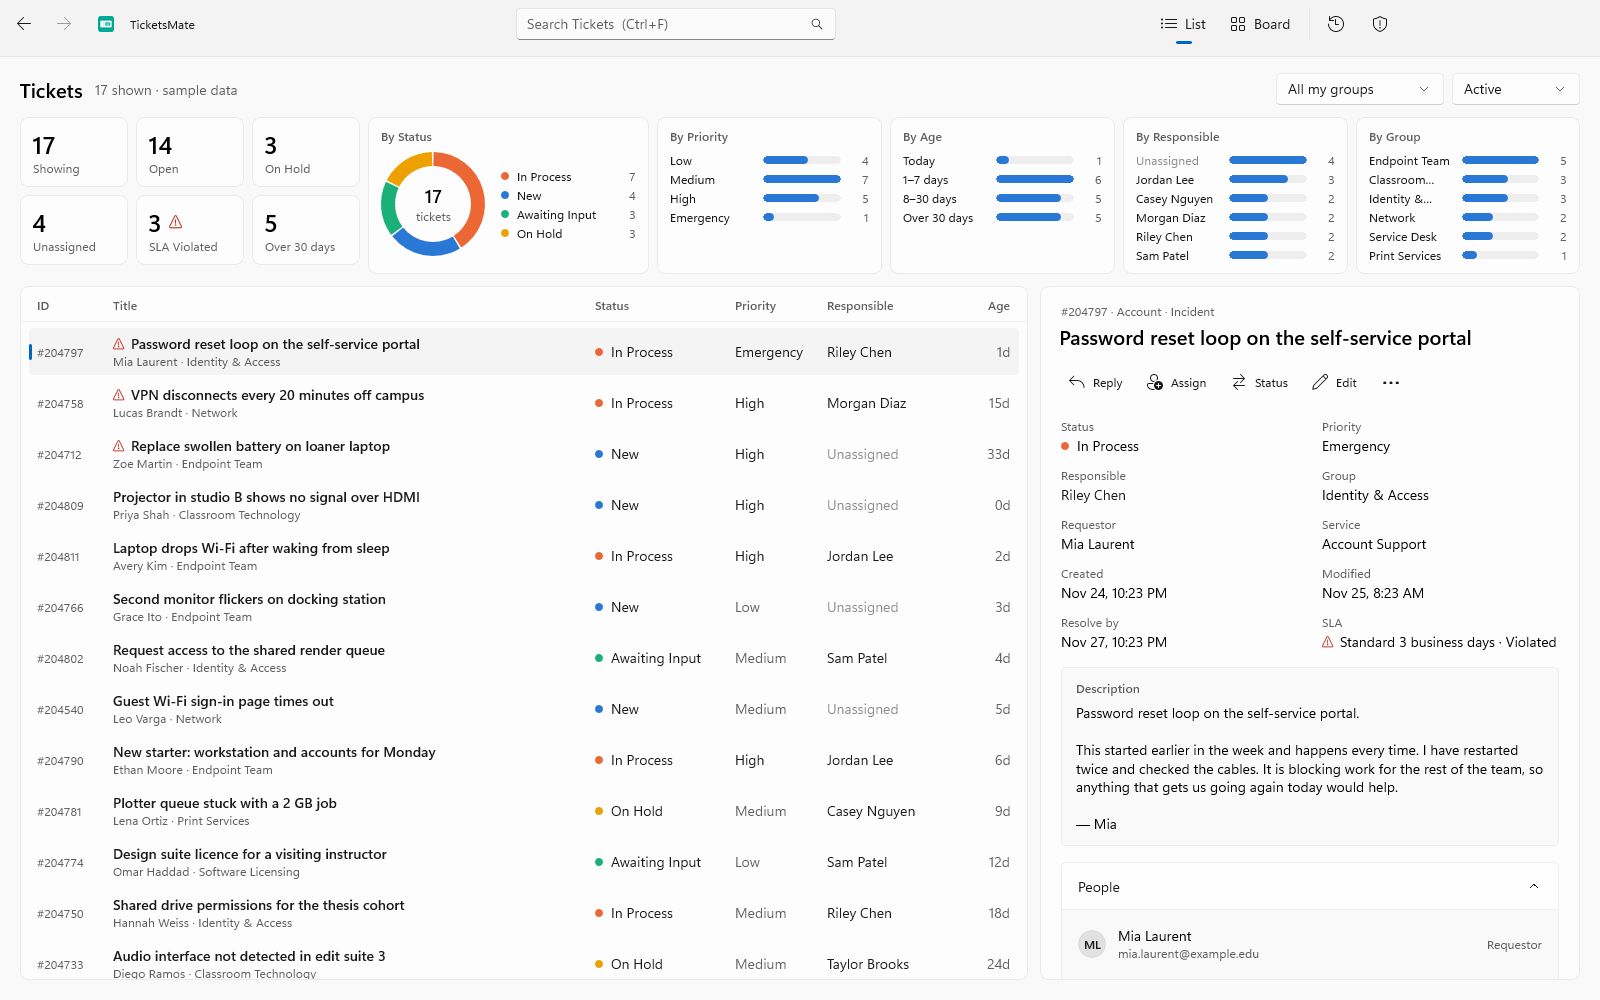 TicketsMate
Search Tickets (Ctrl+F)
List
Board
Tickets
17 shown · sample data
All my groups
Active
17
Showing
14
Open
3
On Hold
4
Unassigned
3
SLA Violated
5
Over 30 days
By Status
17
tickets
In Process 7
New 4
Awaiting Input 3
On Hold 3
By Priority
Low 4
Medium 7
High 5
Emergency 1
By Age
Today 1
1–7 days 6
8–30 days 5
Over 30 days 5
By Responsible
Unassigned 4
Jordan Lee 3
Casey Nguyen 2
Morgan Diaz 2
Riley Chen 2
Sam Patel 2
By Group
Endpoint Team 5
Classroom... 3
Identity &... 3
Network 2
Service Desk 2
Print Services 1
ID Title Status Priority Responsible Age
#204797 Password reset loop on the self-service portal In Process Emergency Riley Chen 1d
Mia Laurent · Identity & Access
#204758 VPN disconnects every 20 minutes off campus In Process High Morgan Diaz 15d
Lucas Brandt · Network
#204712 Replace swollen battery on loaner laptop New High Unassigned 33d
Zoe Martin · Endpoint Team
#204809 Projector in studio B shows no signal over HDMI New High Unassigned 0d
Priya Shah · Classroom Technology
#204811 Laptop drops Wi-Fi after waking from sleep In Process High Jordan Lee 2d
Avery Kim · Endpoint Team
#204766 Second monitor flickers on docking station New Low Unassigned 3d
Grace Ito · Endpoint Team
#204802 Request access to the shared render queue Awaiting Input Medium Sam Patel 4d
Noah Fischer · Identity & Access
#204540 Guest Wi-Fi sign-in page times out New Medium Unassigned 5d
Leo Varga · Network
#204790 New starter: workstation and accounts for Monday In Process High Jordan Lee 6d
Ethan Moore · Endpoint Team
#204781 Plotter queue stuck with a 2 GB job On Hold Medium Casey Nguyen 9d
Lena Ortiz · Print Services
#204774 Design suite licence for a visiting instructor Awaiting Input Low Sam Patel 12d
Omar Haddad · Software Licensing
#204750 Shared drive permissions for the thesis cohort In Process Medium Riley Chen 18d
Hannah Weiss · Identity & Access
#204733 Audio interface not detected in edit suite 3 On Hold Medium Taylor Brooks 24d
Diego Ramos · Classroom Technology
#204797 · Account · Incident
Password reset loop on the self-service portal
Reply Assign Status Edit
Status Priority
In Process Emergency
Responsible Group
Riley Chen Identity & Access
Requestor Service
Mia Laurent Account Support
Created Modified
Nov 24, 10:23 PM Nov 25, 8:23 AM
Resolve by SLA
Nov 27, 10:23 PM Standard 3 business days · Violated
Description
Password reset loop on the self-service portal.
This started earlier in the week and happens every time. I have restarted
twice and checked the cables. It is blocking work for the rest of the team, so
anything that gets us going again today would help.
— Mia
People
ML Mia Laurent Requestor
mia.laurent@example.edu